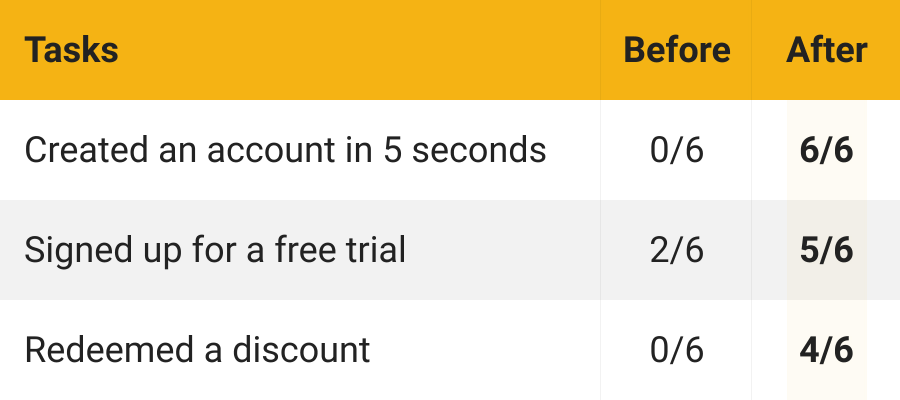 Tasks Before After
Created an account in 5 seconds 0/6 6/6
Signed up for a free trial 2/6 5/6
Redeemed a discount 0/6 4/6